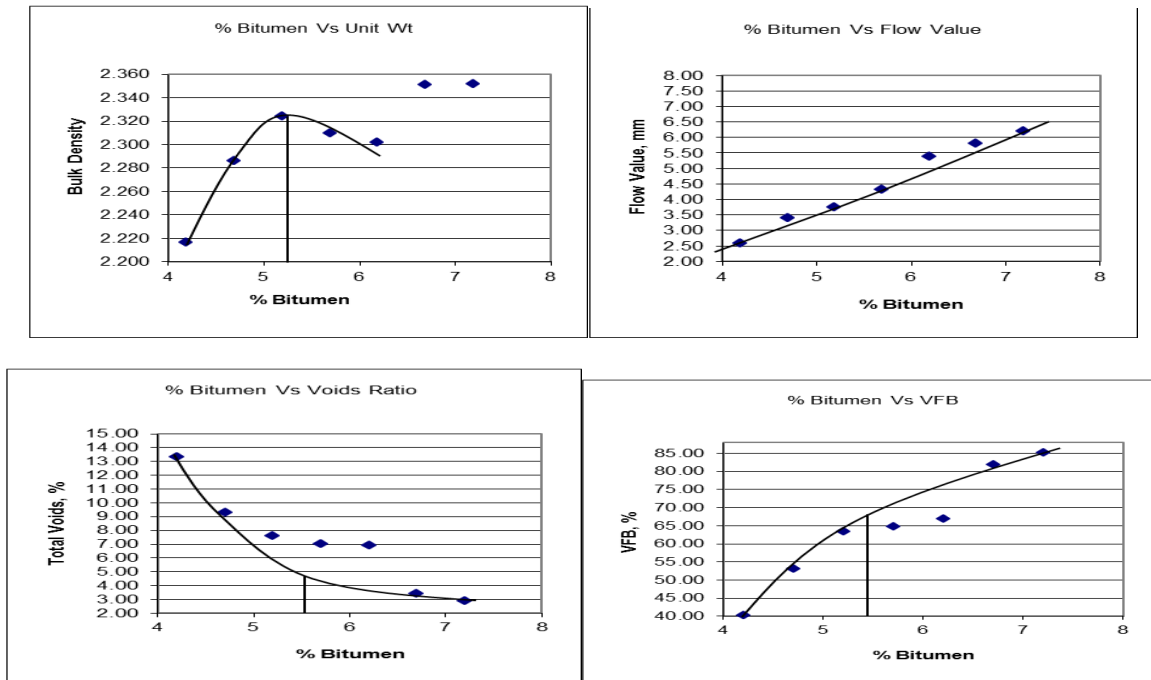 % Bitumen Vs Unit Wt
2.360
2.340
2.320
2.300
2.280
2.260
2.240
2.220
2.200
Bulk Density
4 5 6 7 8
% Bitumen
% Bitumen Vs Flow Value
8.00
7.50
7.00
6.50
6.00
5.50
5.00
4.50
4.00
3.50
3.00
2.50
2.00
Flow Value, mm
4 5 6 7 8
% Bitumen
% Bitumen Vs Voids Ratio
15.00
14.00
13.00
12.00
11.00
10.00
9.00
8.00
7.00
6.00
5.00
4.00
3.00
2.00
Total Voids, %
4 5 6 7 8
% Bitumen
% Bitumen Vs VFB
85.00
80.00
75.00
70.00
65.00
60.00
55.00
50.00
45.00
40.00
VFB, %
4 5 6 7 8
% Bitumen